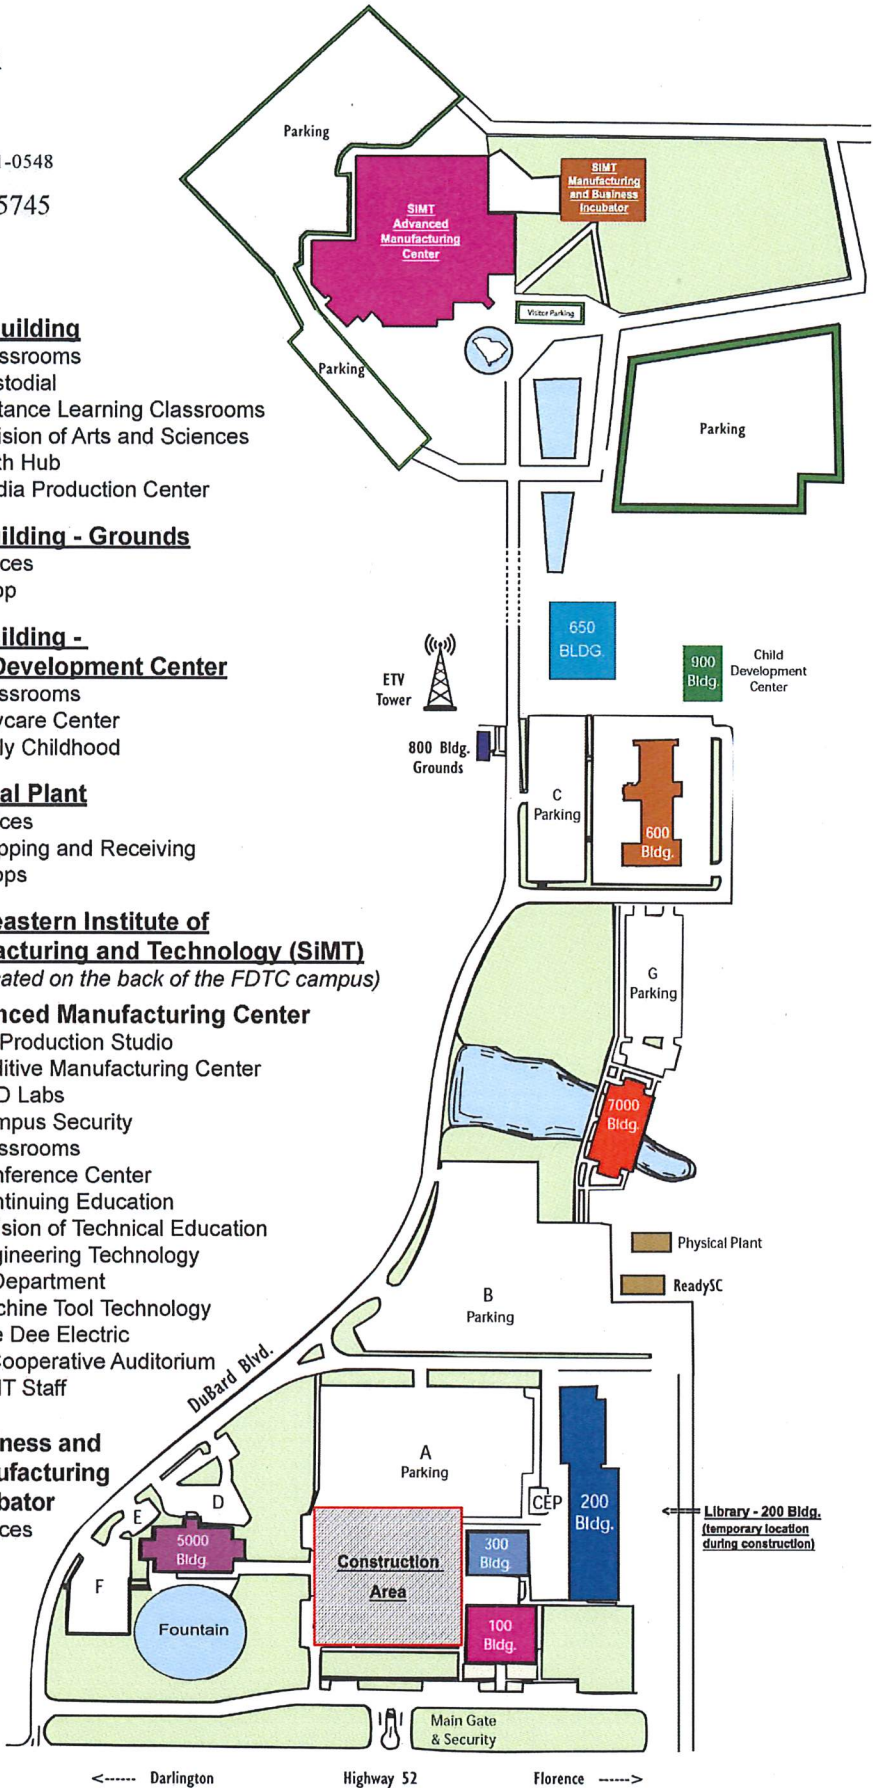 1-0548
5745
uilding
ssrooms
stodial
tance Learning Classrooms
ision of Arts and Sciences
th Hub
dia Production Center
ilding - Grounds
ces
op
ilding -
Development Center
ssrooms
ycare Center
ly Childhood
al Plant
ces
pping and Receiving
ops
eastern Institute of
acturing and Technology (SiMT)
cated on the back of the FDTC campus)
nced Manufacturing Center
Production Studio
ditive Manufacturing Center
D Labs
mpus Security
ssrooms
nference Center
ntinuing Education
ision of Technical Education
gineering Technology
Department
chine Tool Technology
e Dee Electric
Cooperative Auditorium
MT Staff
ness and
ufacturing
bator
ces
Parking
SiMT
Advanced
Manufacturing
Center
SiMT
Manufacturing
and Business
Incubator
Visitor Parking
Parking
Parking
650
BLDG.
ETV
Tower
900
Bldg.
Child
Development
Center
800 Bldg.
Grounds
C
Parking
600
Bldg.
G
Parking
7000
Bldg.
Physical Plant
ReadySC
B
Parking
DuBard Blvd.
A
Parking
D
E
F
CEP
200
Bldg.
Library - 200 Bldg.
(temporary location
during construction)
5000
Bldg.
300
Bldg.
Construction
Area
Fountain
100
Bldg.
Main Gate
& Security
<------ Darlington
Highway 52
Florence ------>